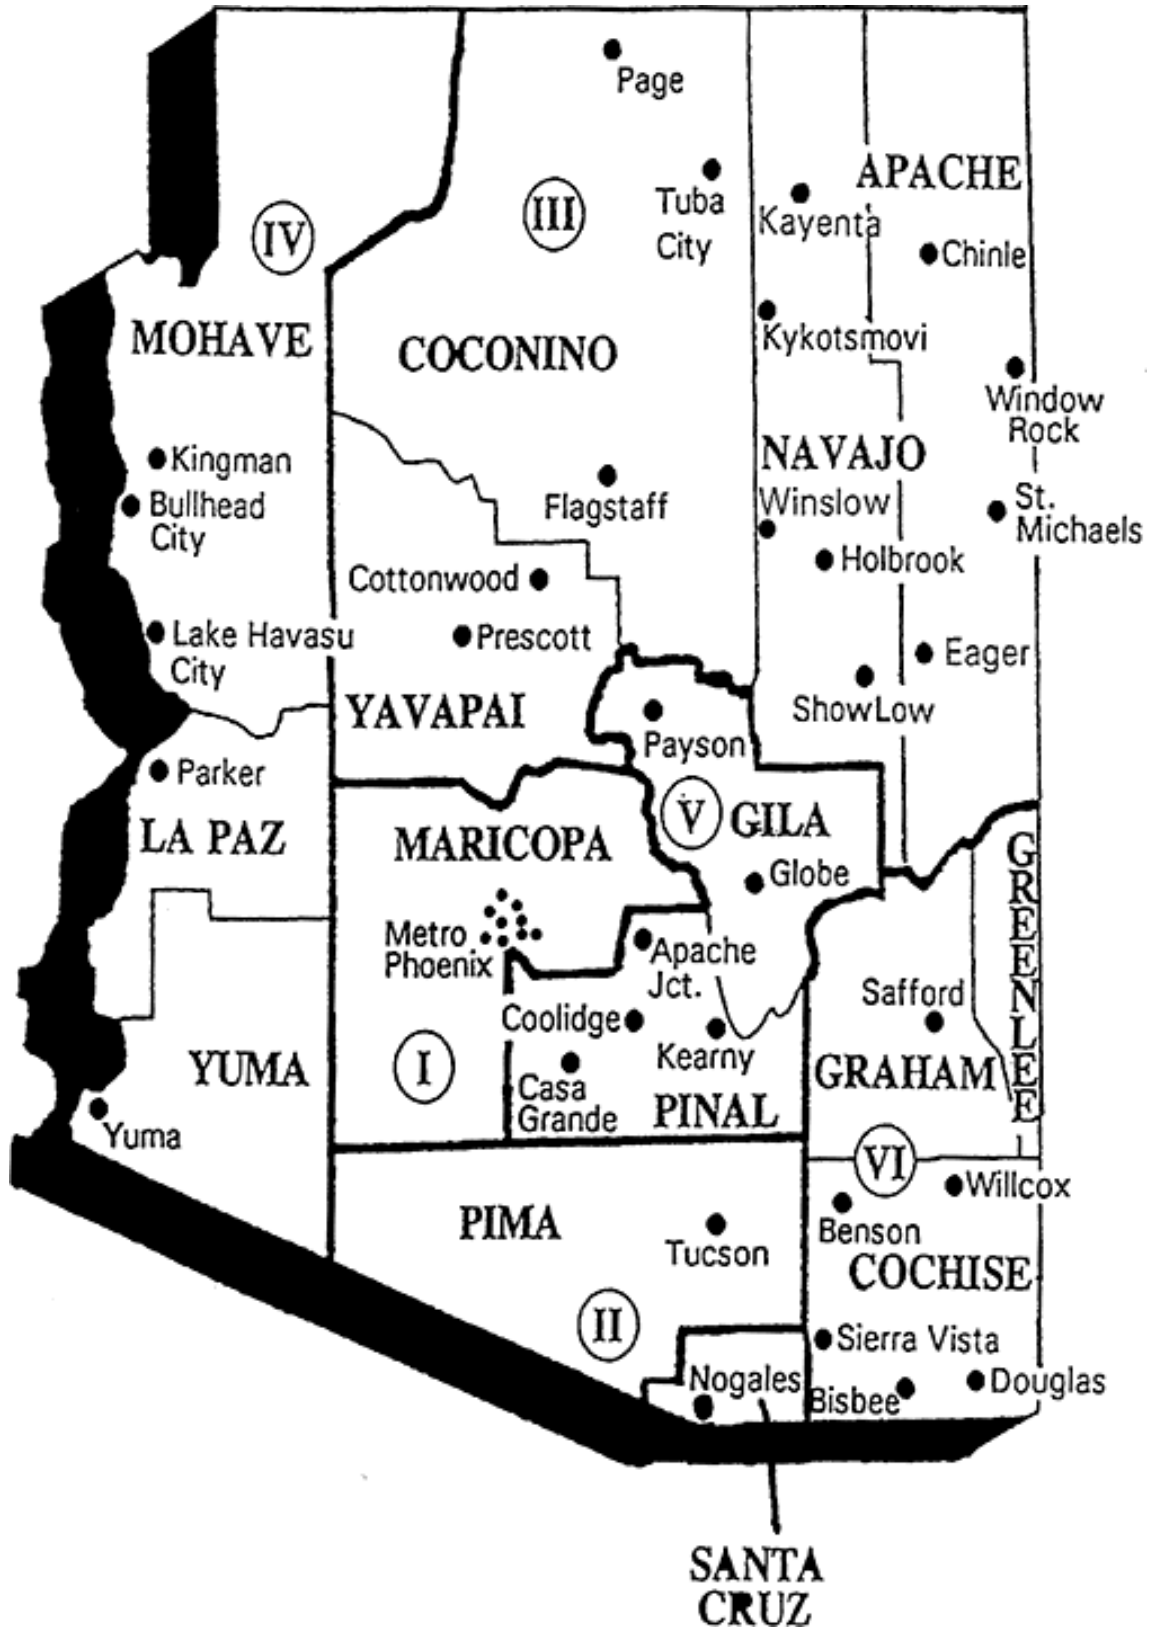 Page
APACHE
Tuba
City
Kayenta
III
IV
Chinle
Kykotsmovi
MOHAVE
COCONINO
Window
Rock
NAVAJO
Kingman
Winslow
Bullhead
City
Flagstaff
St.
Michaels
Holbrook
Cottonwood
Lake Havasu
City
Prescott
Eager
ShowLow
YAVAPAI
Payson
Parker
V
GILA
LA PAZ
MARICOPA
GREENLEE
Globe
Metro
Phoenix
Apache
Jct.
Safford
Coolidge
Kearny
YUMA
I
Casa
Grande
GRAHAM
PINAL
Yuma
VI
Willcox
Benson
PIMA
Tucson
COCHISE
II
Sierra Vista
Nogales
Bisbee
Douglas
SANTA
CRUZ